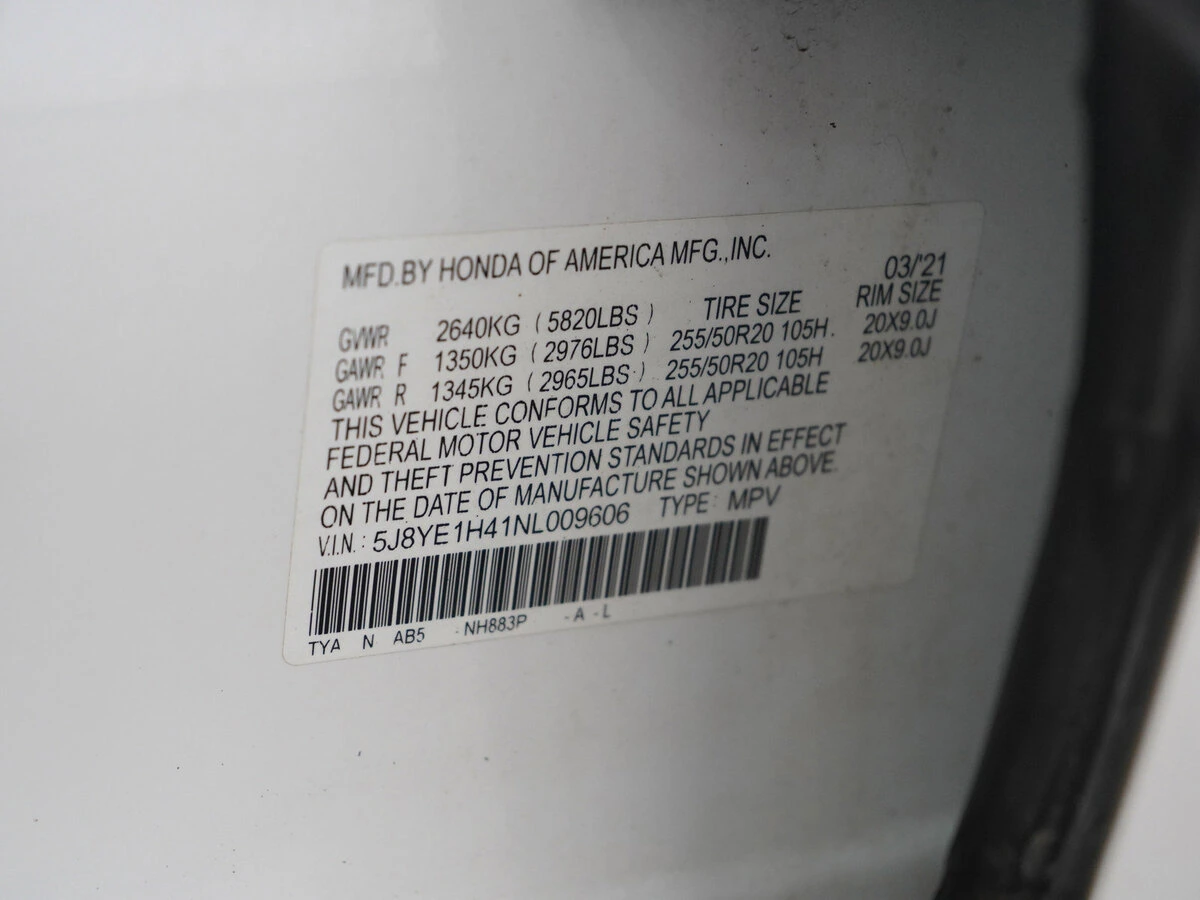 MFD.BY HONDA OF AMERICA MFG.,INC.
03/'21
GVWR 2640KG (5820LBS) TIRE SIZE RIM SIZE
GAWR F 1350KG (2976LBS) 255/50R20 105H. 20X9.0J
GAWR R 1345KG (2965LBS) 255/50R20 105H 20X9.0J
THIS VEHICLE CONFORMS TO ALL APPLICABLE
FEDERAL MOTOR VEHICLE SAFETY
AND THEFT PREVENTION STANDARDS IN EFFECT
ON THE DATE OF MANUFACTURE SHOWN ABOVE.
V.I.N.: 5J8YE1H41NL009606 TYPE: MPV
TYA N AB5 -NH883P -A -L